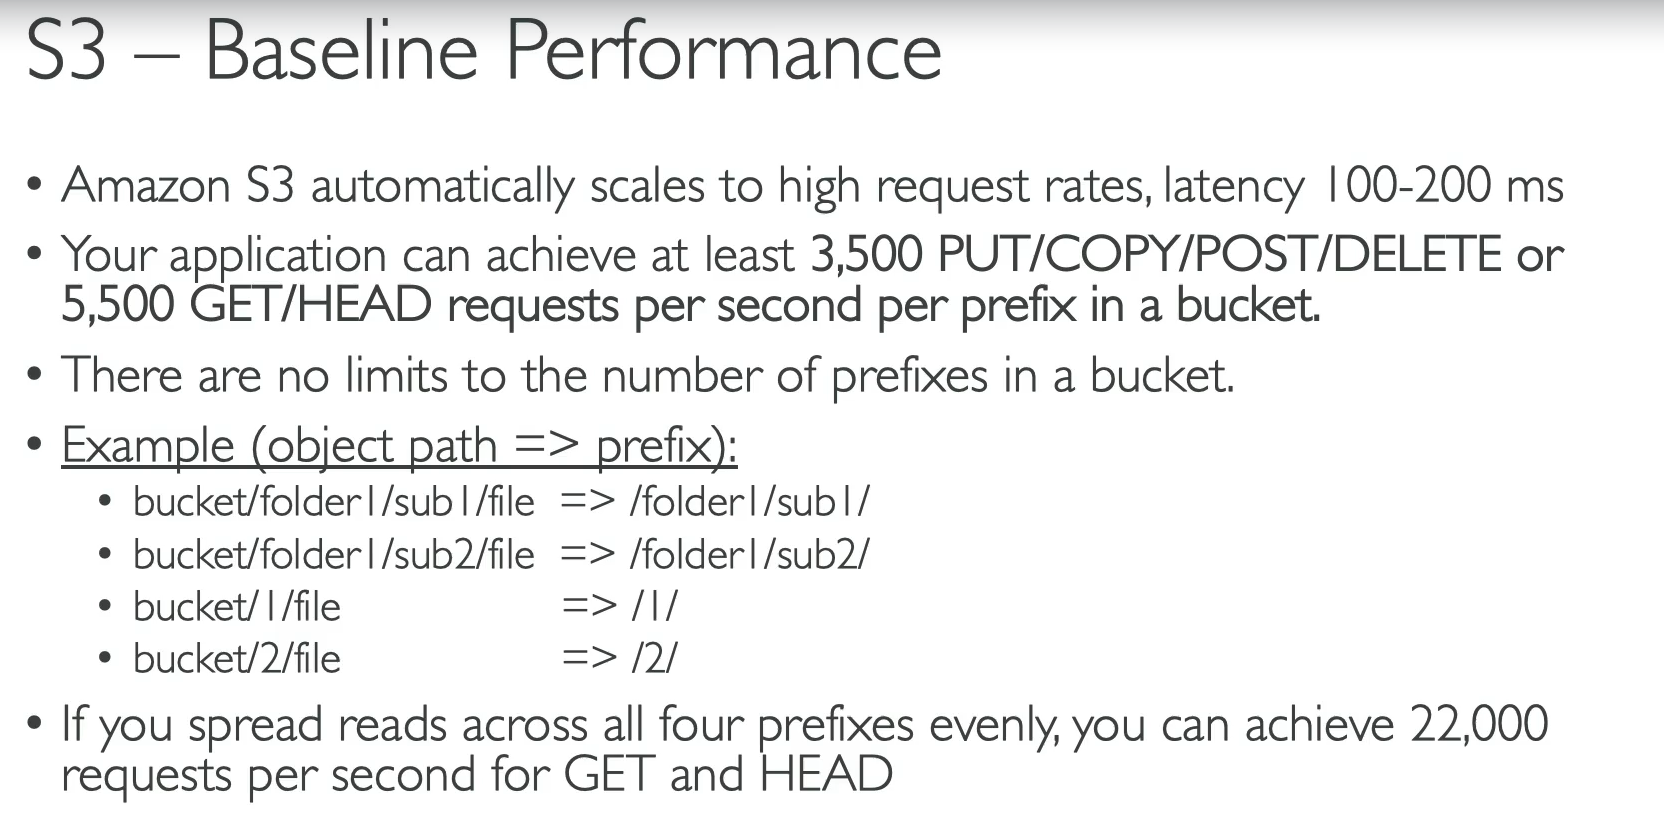 S3 – Baseline Performance
• Amazon S3 automatically scales to high request rates, latency 100-200 ms
• Your application can achieve at least 3,500 PUT/COPY/POST/DELETE or
5,500 GET/HEAD requests per second per prefix in a bucket.
• There are no limits to the number of prefixes in a bucket.
• Example (object path => prefix):
• bucket/folder1/sub1/file => /folder1/sub1/
• bucket/folder1/sub2/file => /folder1/sub2/
• bucket/1/file => /1/
• bucket/2/file => /2/
• If you spread reads across all four prefixes evenly, you can achieve 22,000
requests per second for GET and HEAD